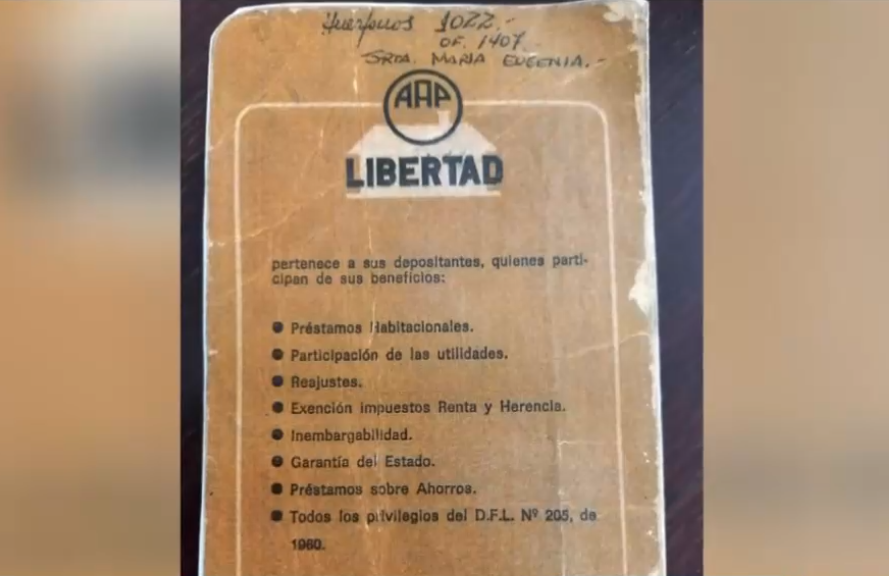 Huerfanos 1022,-
OF. 1407
SRTA. MARIA EUGENIA.-
AAP
LIBERTAD
pertenece a sus depositantes, quienes parti-
cipan de sus beneficios:
● Préstamos Habitacionales.
● Participación de las utilidades.
● Reajustes.
● Exención impuestos Renta y Herencia.
● Inembargabilidad.
● Garantía del Estado.
● Préstamos sobre Ahorros.
● Todos los privilegios del D.F.L. Nº 205, de
1960.